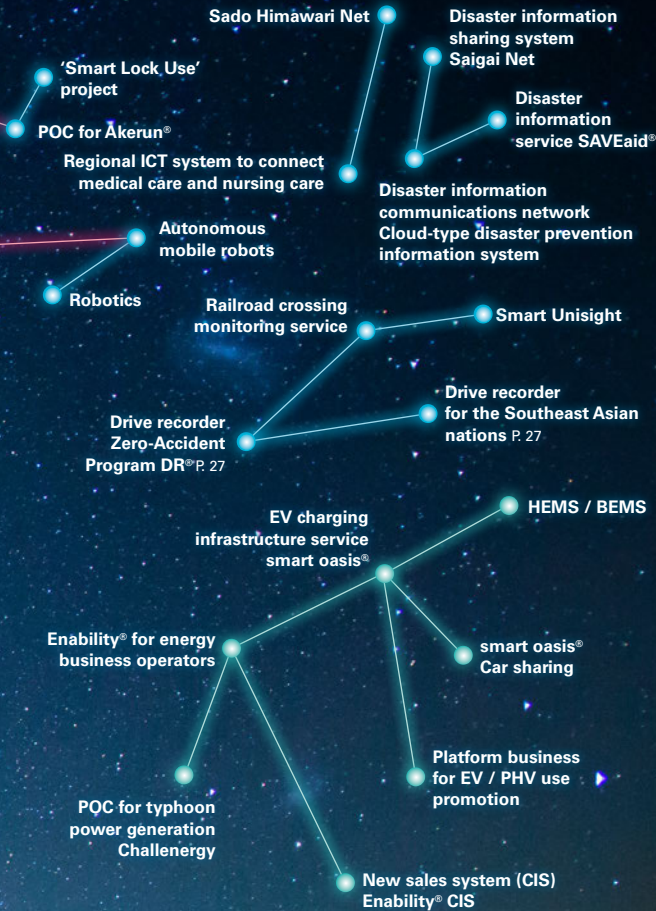 Sado Himawari Net
Disaster information
sharing system
Saigai Net
'Smart Lock Use'
project
POC for Akerun®
Disaster
information
service SAVEaid®
Regional ICT system to connect
medical care and nursing care
Disaster information
communications network
Cloud-type disaster prevention
information system
Autonomous
mobile robots
Robotics
Railroad crossing
monitoring service
Smart Unisight
Drive recorder
Zero-Accident
Program DR® P. 27
Drive recorder
for the Southeast Asian
nations P. 27
HEMS / BEMS
EV charging
infrastructure service
smart oasis®
Enability® for energy
business operators
smart oasis®
Car sharing
Platform business
for EV / PHV use
promotion
POC for typhoon
power generation
Challenergy
New sales system (CIS)
Enability® CIS